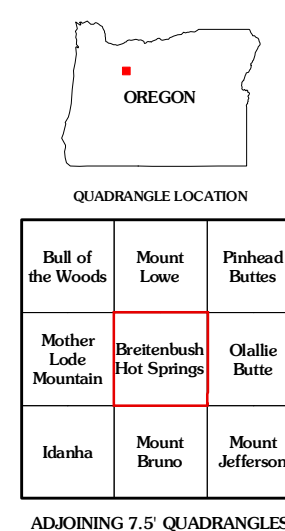 OREGON
QUADRANGLE LOCATION
Bull of
the Woods
Mount
Lowe
Pinhead
Buttes
Mother
Lode
Mountain
Breitenbush
Hot Springs
Olallie
Butte
Idanha
Mount
Bruno
Mount
Jefferson
ADJOINING 7.5' QUADRANGLES